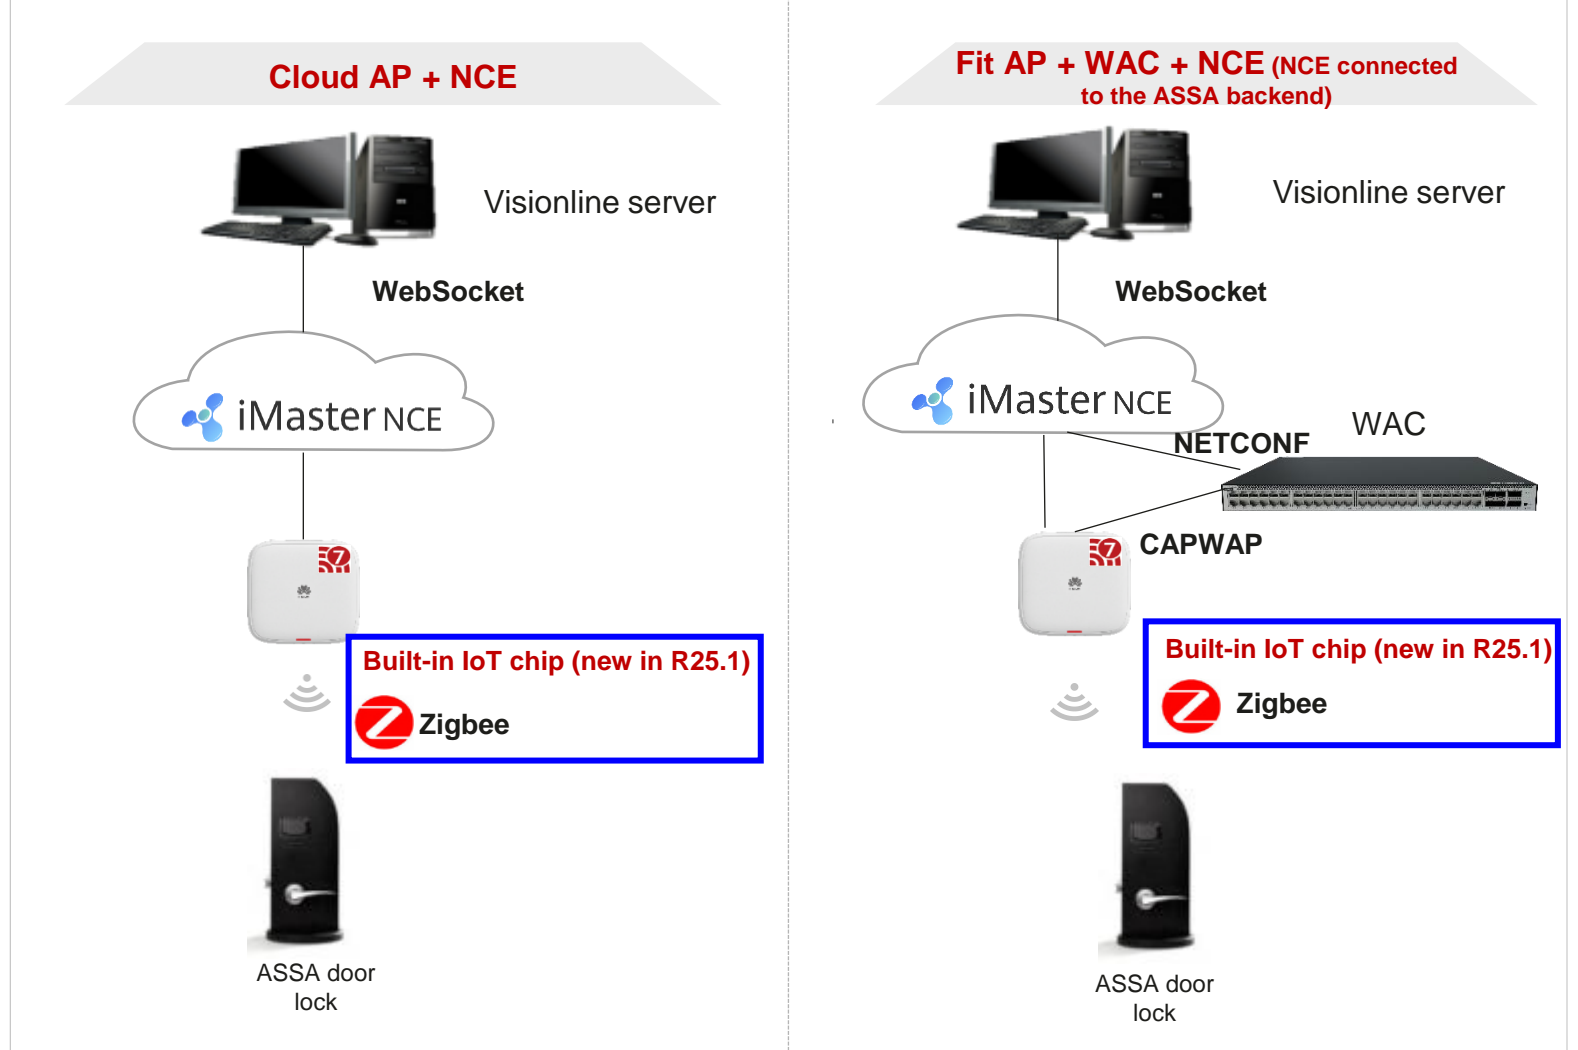 Cloud AP + NCE
Visionline server
WebSocket
iMaster NCE
7
Built-in IoT chip (new in R25.1)
Zigbee
ASSA door
lock
Fit AP + WAC + NCE (NCE connected
to the ASSA backend)
Visionline server
WebSocket
iMaster NCE
WAC
NETCONF
CAPWAP
7
Built-in IoT chip (new in R25.1)
Zigbee
ASSA door
lock